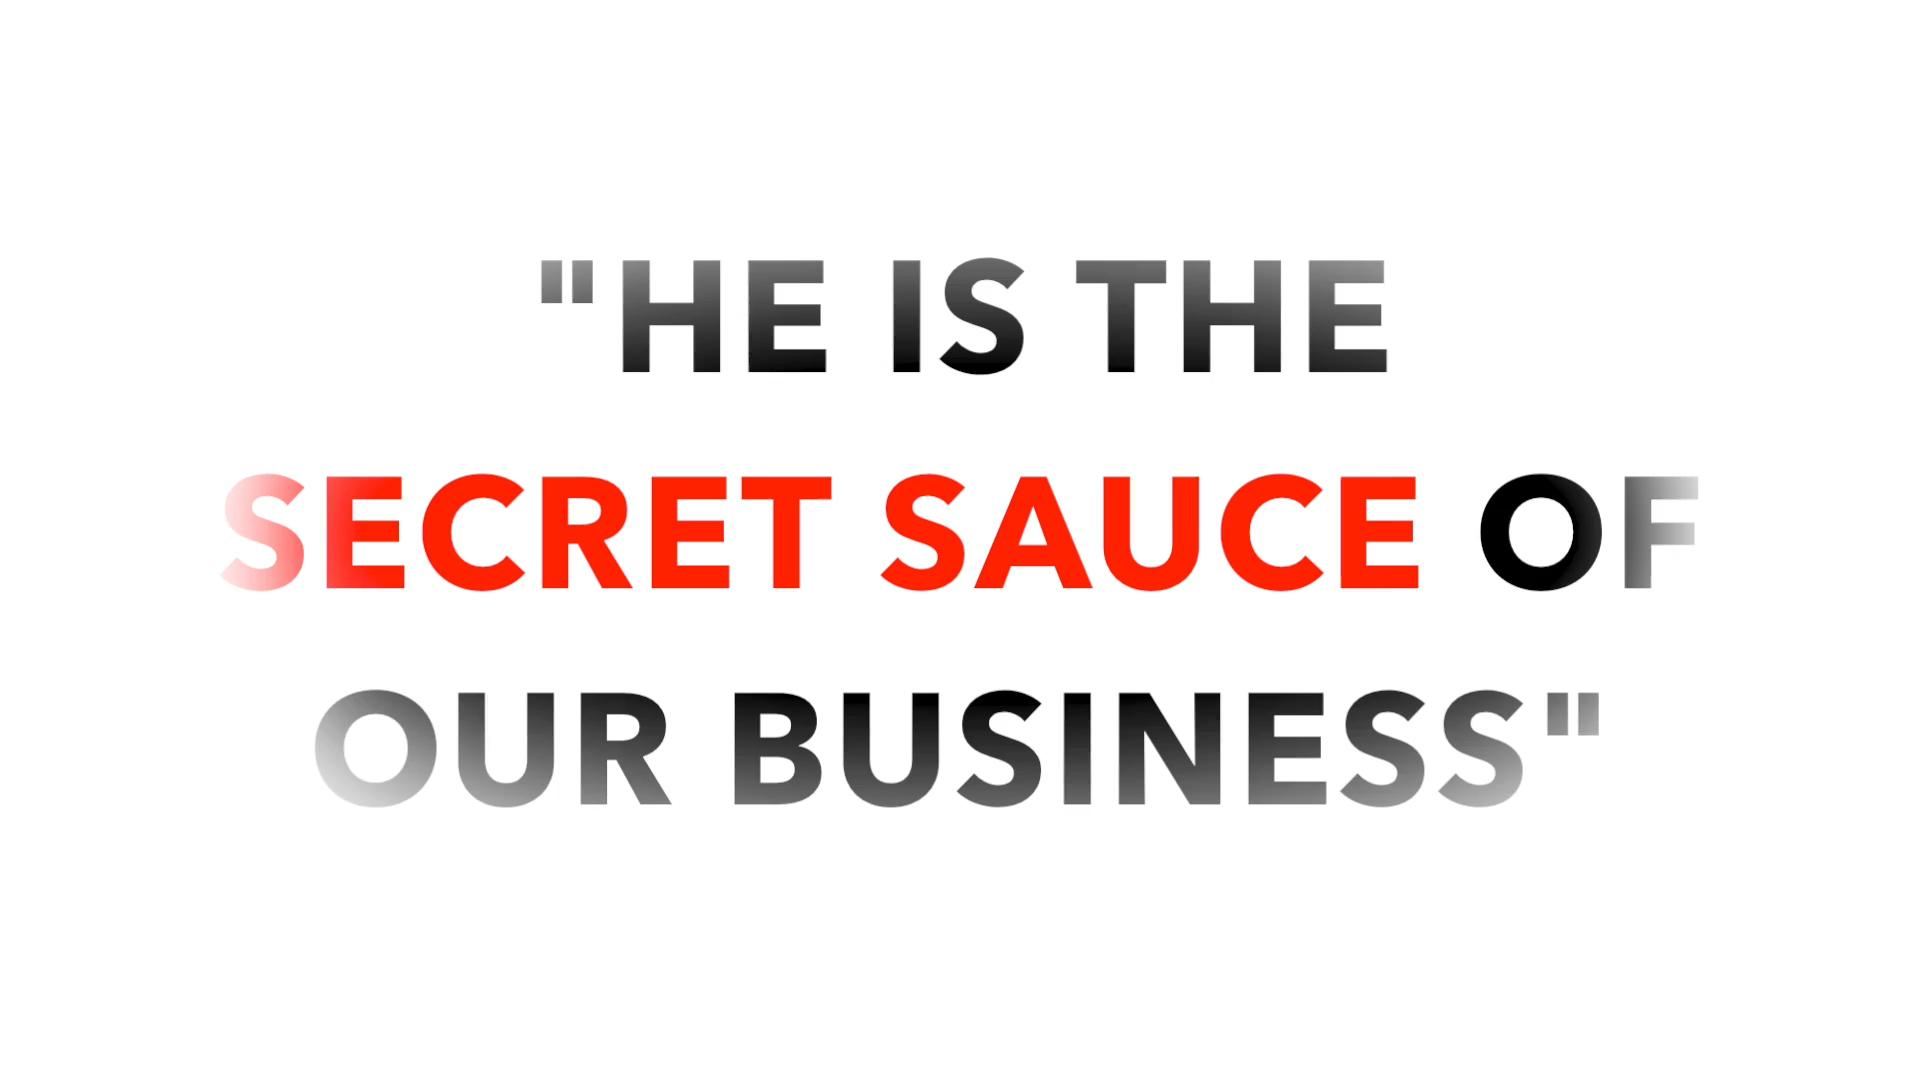 "HE IS THE
SECRET SAUCE OF
OUR BUSINESS"